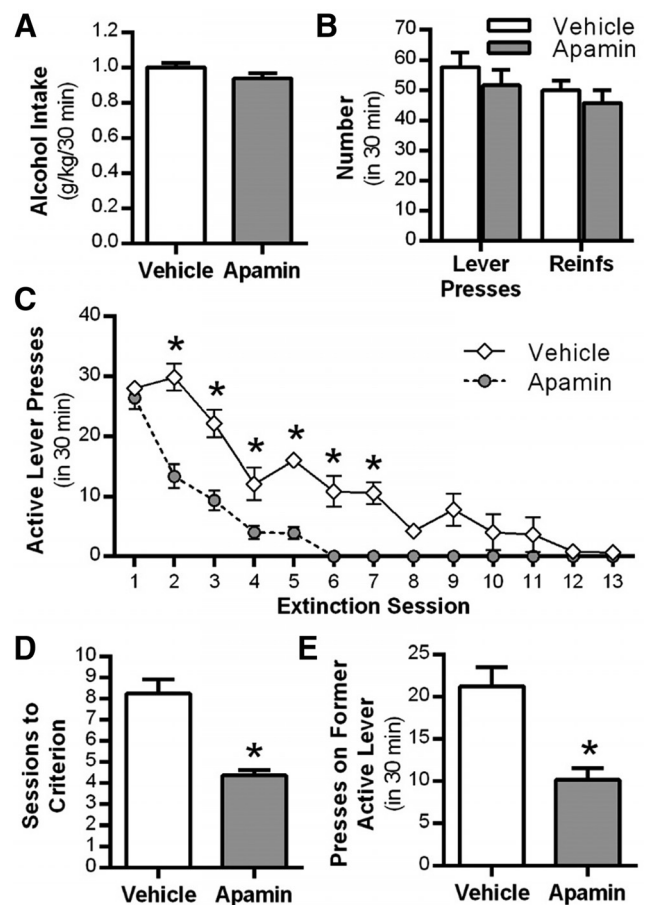 A
Alcohol Intake
(g/kg/30 min)
1.2
1.0
0.8
0.6
0.4
1.2
0.0
Vehicle Apamin
B
Number
(in 30 min)
70
60
50
40
30
20
10
0
Vehicle
Apamin
Lever
Presses
Reinfs
C
Active Lever Presses
(in 30 min)
40
30
20
10
0
* * * * * *
Vehicle
Apamin
1 2 3 4 5 6 7 8 9 10 11 12 13
Extinction Session
D
Sessions to
Criterion
10
9
8
7
6
5
4
3
2
1
0
*
Vehicle Apamin
E
Presses on Former
Active Lever
(in 30 min)
25
20
15
10
5
0
*
Vehicle Apamin